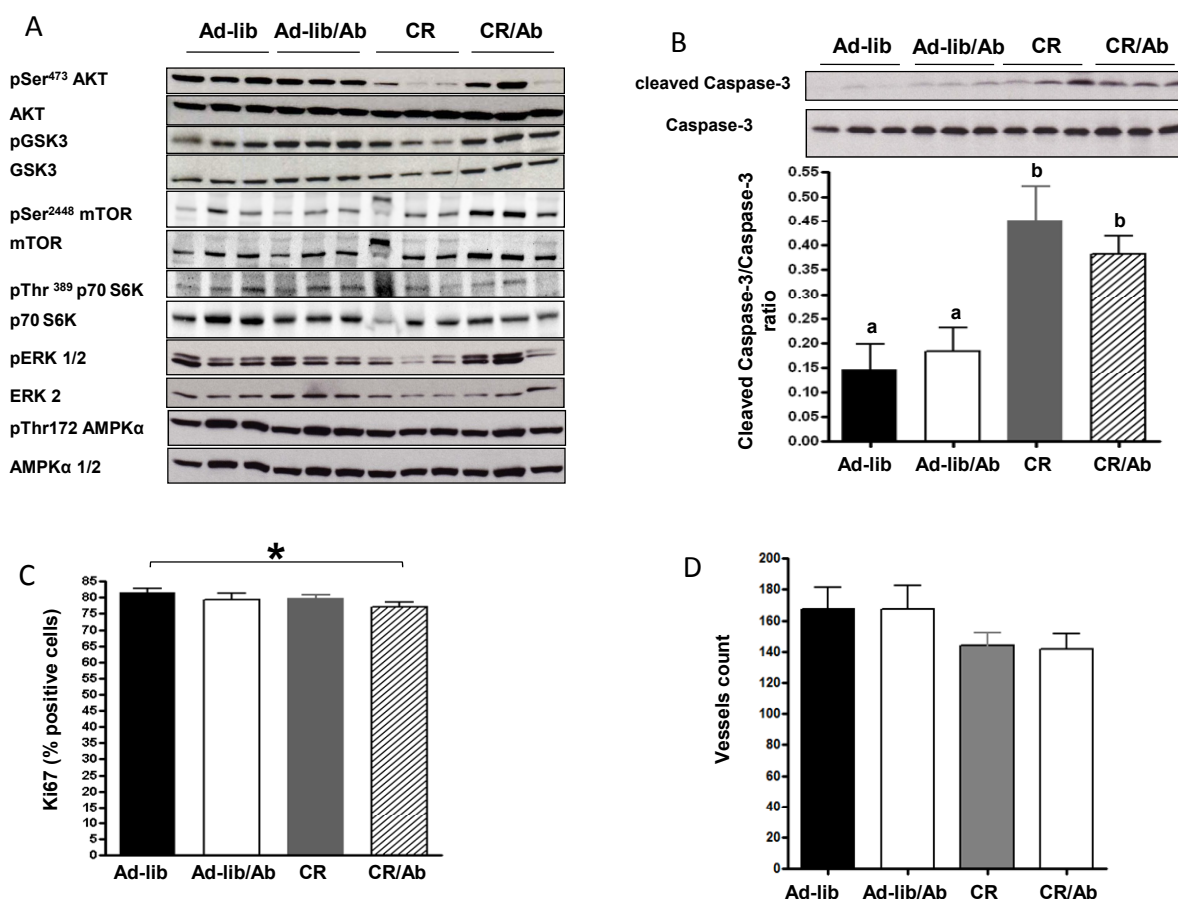 A
Ad-lib Ad-lib/Ab CR CR/Ab
pSer473 AKT
AKT
pGSK3
GSK3
pSer2448 mTOR
mTOR
pThr 389 p70 S6K
p70 S6K
pERK 1/2
ERK 2
pThr172 AMPKα
AMPKα 1/2
B
Ad-lib Ad-lib/Ab CR CR/Ab
cleaved Caspase-3
Caspase-3
Cleaved Caspase-3/Caspase-3
ratio
0.55
0.50
0.45
0.40
0.35
0.30
0.25
0.20
0.15
0.10
0.05
0.00
a
a
b
b
Ad-lib Ad-lib/Ab CR CR/Ab
C
*
Ki67 (% positive cells)
85
80
75
70
65
60
55
50
45
40
35
30
25
20
15
10
5
0
Ad-lib Ad-lib/Ab CR CR/Ab
D
Vessels count
200
180
160
140
120
100
80
60
40
20
0
Ad-lib Ad-lib/Ab CR CR/Ab